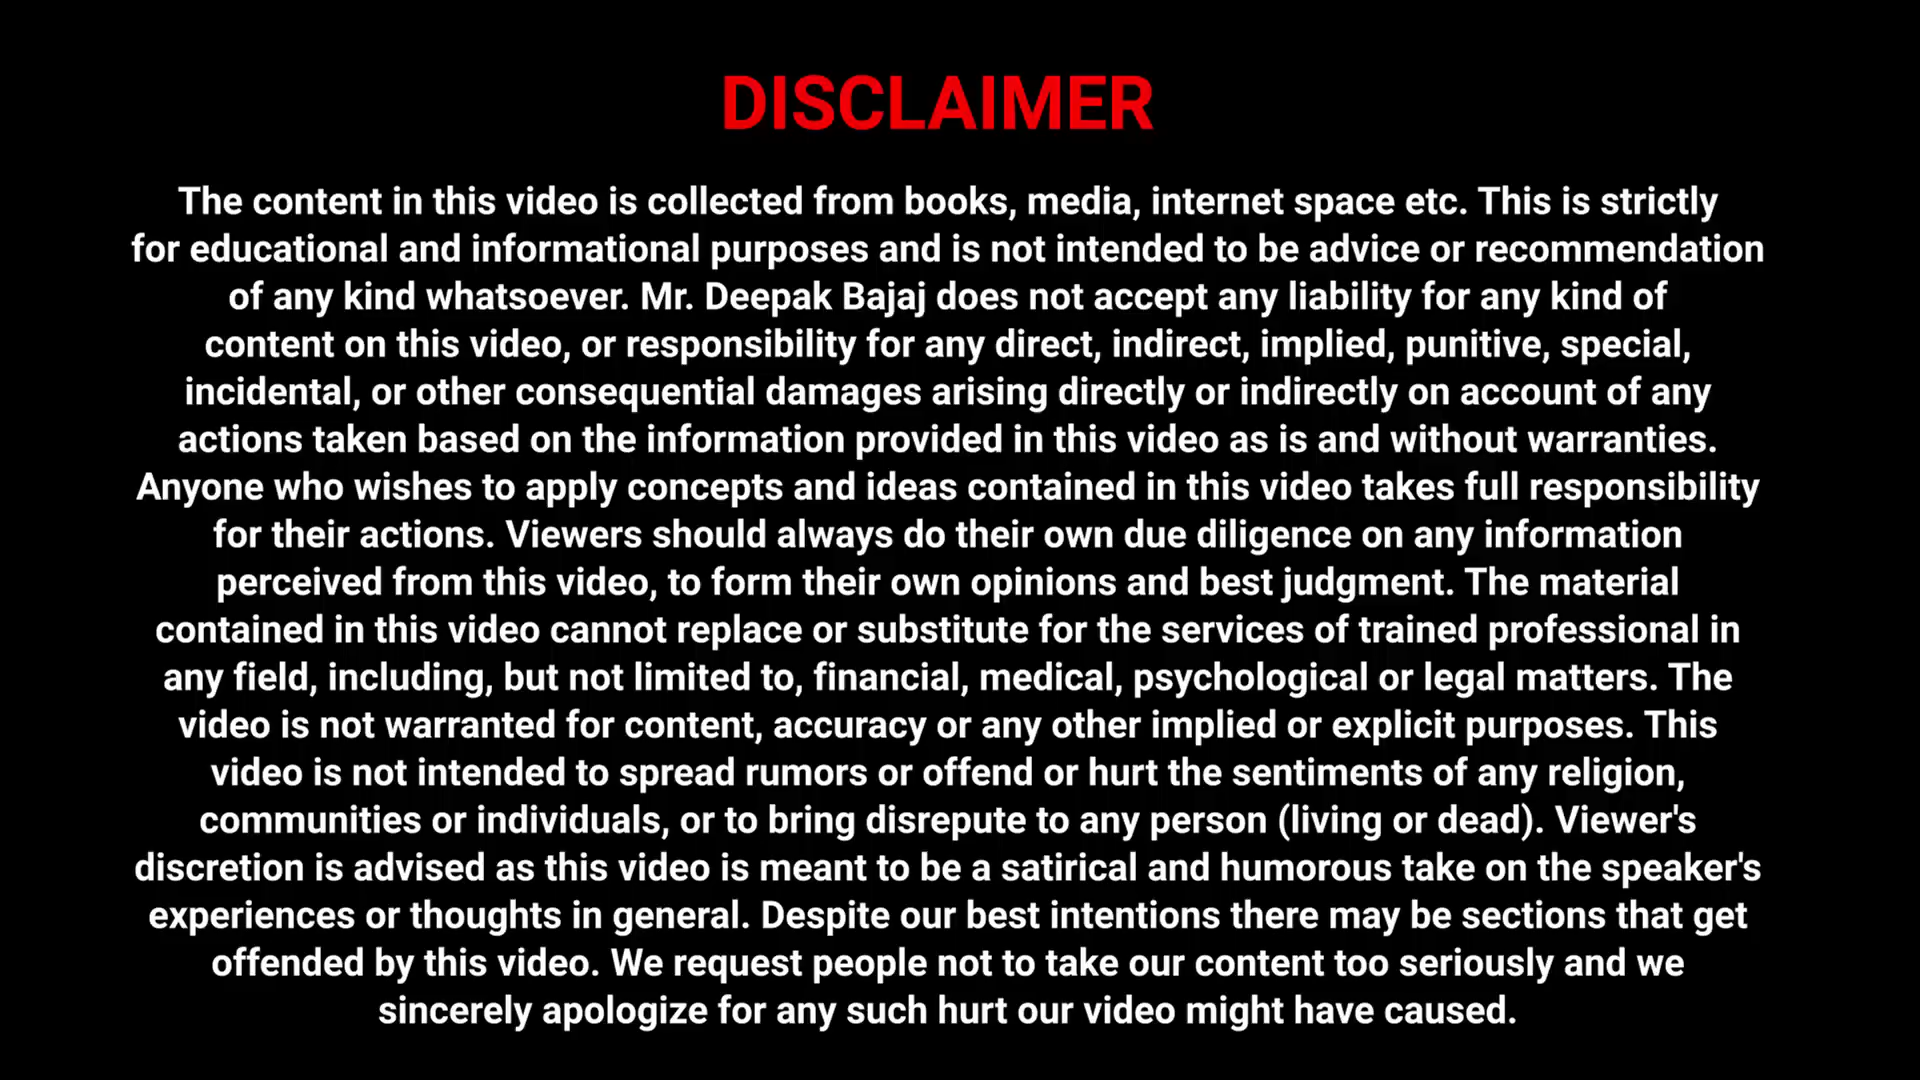 DISCLAIMER
The content in this video is collected from books, media, internet space etc. This is strictly
for educational and informational purposes and is not intended to be advice or recommendation
of any kind whatsoever. Mr. Deepak Bajaj does not accept any liability for any kind of
content on this video, or responsibility for any direct, indirect, implied, punitive, special,
incidental, or other consequential damages arising directly or indirectly on account of any
actions taken based on the information provided in this video as is and without warranties.
Anyone who wishes to apply concepts and ideas contained in this video takes full responsibility
for their actions. Viewers should always do their own due diligence on any information
perceived from this video, to form their own opinions and best judgment. The material
contained in this video cannot replace or substitute for the services of trained professional in
any field, including, but not limited to, financial, medical, psychological or legal matters. The
video is not warranted for content, accuracy or any other implied or explicit purposes. This
video is not intended to spread rumors or offend or hurt the sentiments of any religion,
communities or individuals, or to bring disrepute to any person (living or dead). Viewer's
discretion is advised as this video is meant to be a satirical and humorous take on the speaker's
experiences or thoughts in general. Despite our best intentions there may be sections that get
offended by this video. We request people not to take our content too seriously and we
sincerely apologize for any such hurt our video might have caused.